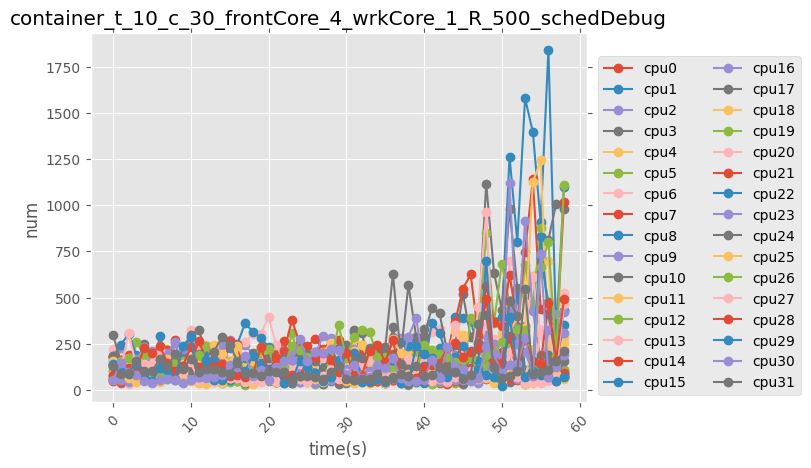 container_t_10_c_30_frontCore_4_wrkCore_1_R_500_schedDebug
1750
1500
1250
1000
750
500
250
0
num
0
10
20
30
40
50
60
time(s)
cpu0
cpu1
cpu2
cpu3
cpu4
cpu5
cpu6
cpu7
cpu8
cpu9
cpu10
cpu11
cpu12
cpu13
cpu14
cpu15
cpu16
cpu17
cpu18
cpu19
cpu20
cpu21
cpu22
cpu23
cpu24
cpu25
cpu26
cpu27
cpu28
cpu29
cpu30
cpu31